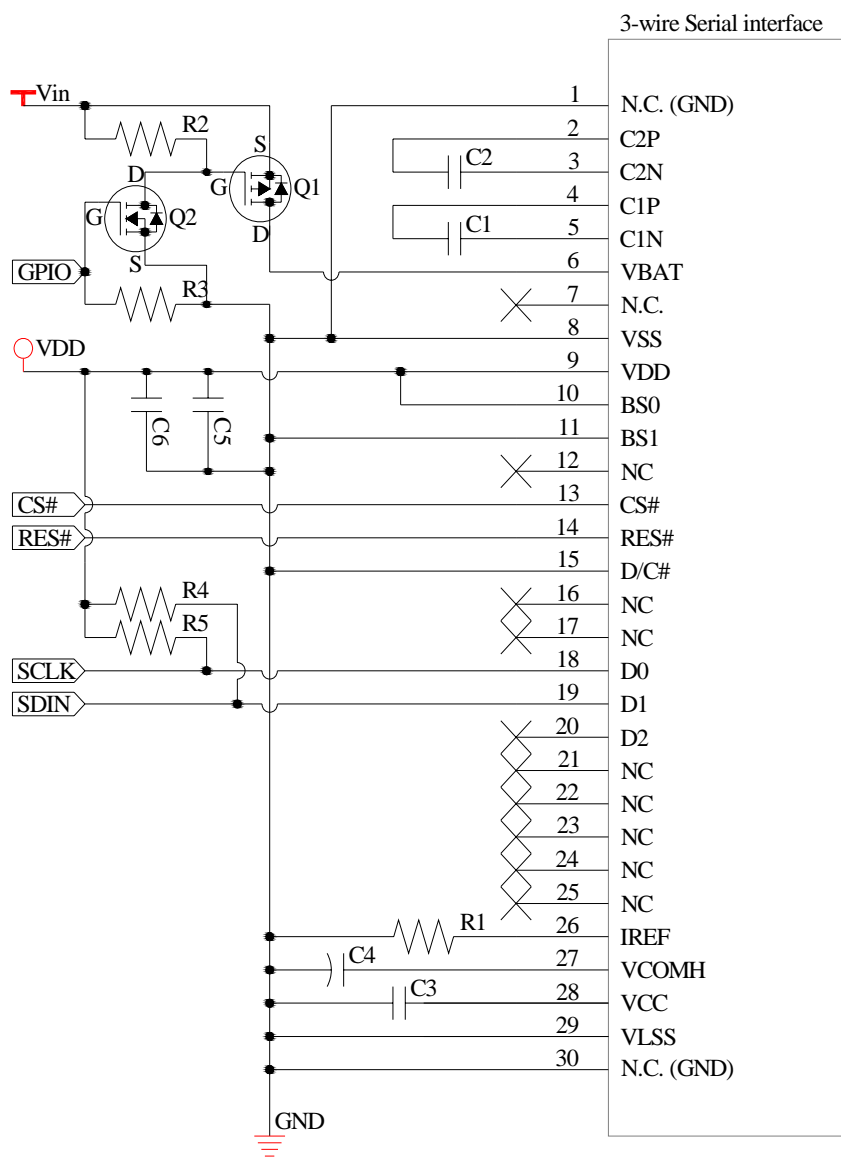 3-wire Serial interface
Vin
R2
S
D
G
Q1
G
Q2
D
S
GPIO
R3
VDD
C6
C5
CS#
RES#
R4
R5
SCLK
SDIN
C2
C1
R1
C4
C3
GND
1 N.C. (GND)
2 C2P
3 C2N
4 C1P
5 C1N
6 VBAT
7 N.C.
8 VSS
9 VDD
10 BS0
11 BS1
12 NC
13 CS#
14 RES#
15 D/C#
16 NC
17 NC
18 D0
19 D1
20 D2
21 NC
22 NC
23 NC
24 NC
25 NC
26 IREF
27 VCOMH
28 VCC
29 VLSS
30 N.C. (GND)